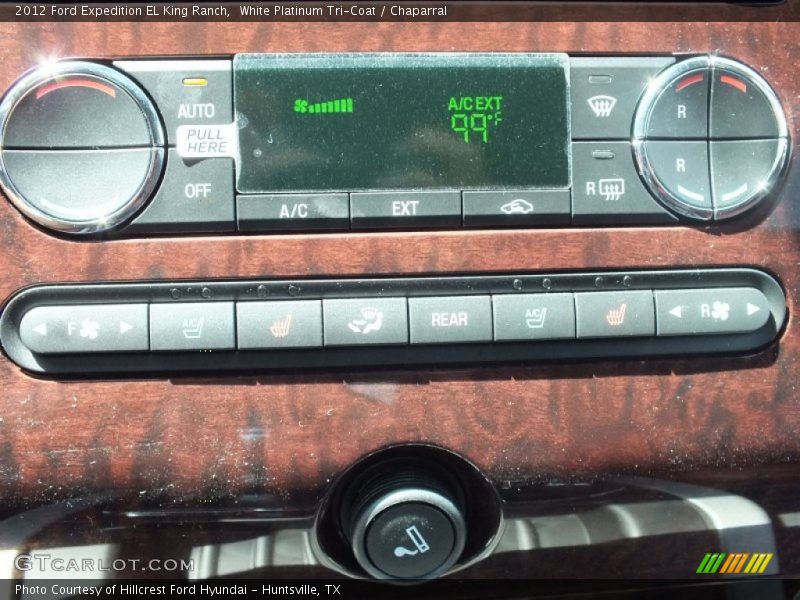 2012 Ford Expedition EL King Ranch,  White Platinum Tri-Coat / Chaparral
AUTO
PULL
HERE
OFF
A/C EXT
99°F
A/C
EXT
R
R
R
F
A/C
REAR
A/C
R
GTCARLOT.COM
Photo Courtesy of Hillcrest Ford Hyundai - Huntsville, TX